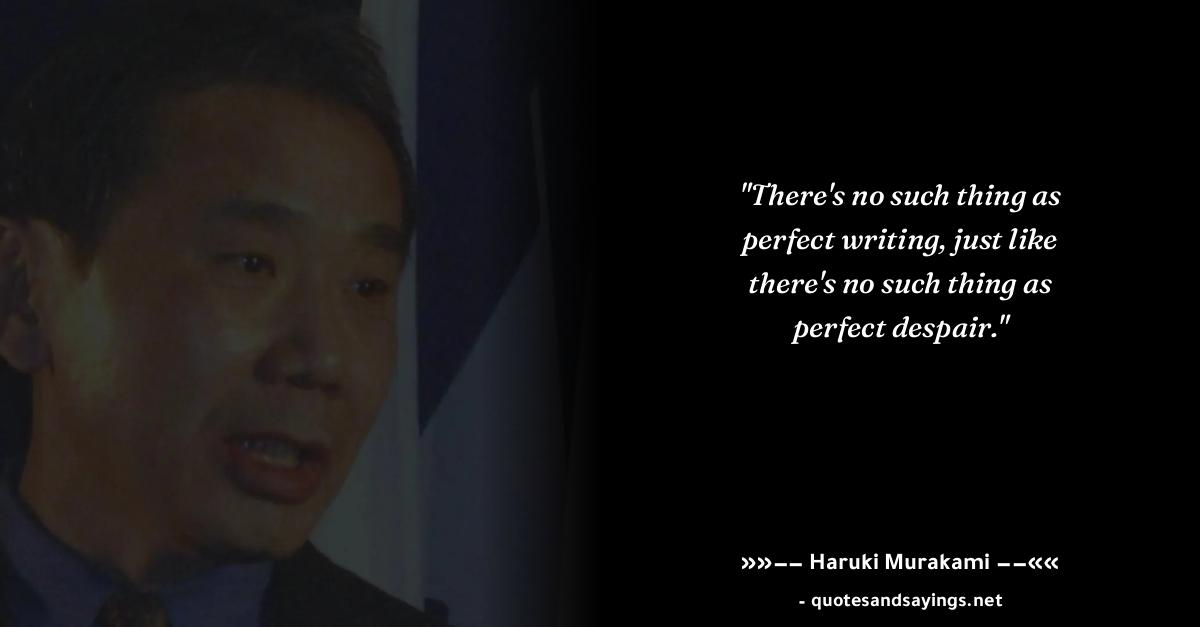 "There's no such thing as
perfect writing, just like
there's no such thing as
perfect despair."
»»–– Haruki Murakami ––««
- quotesandsayings.net